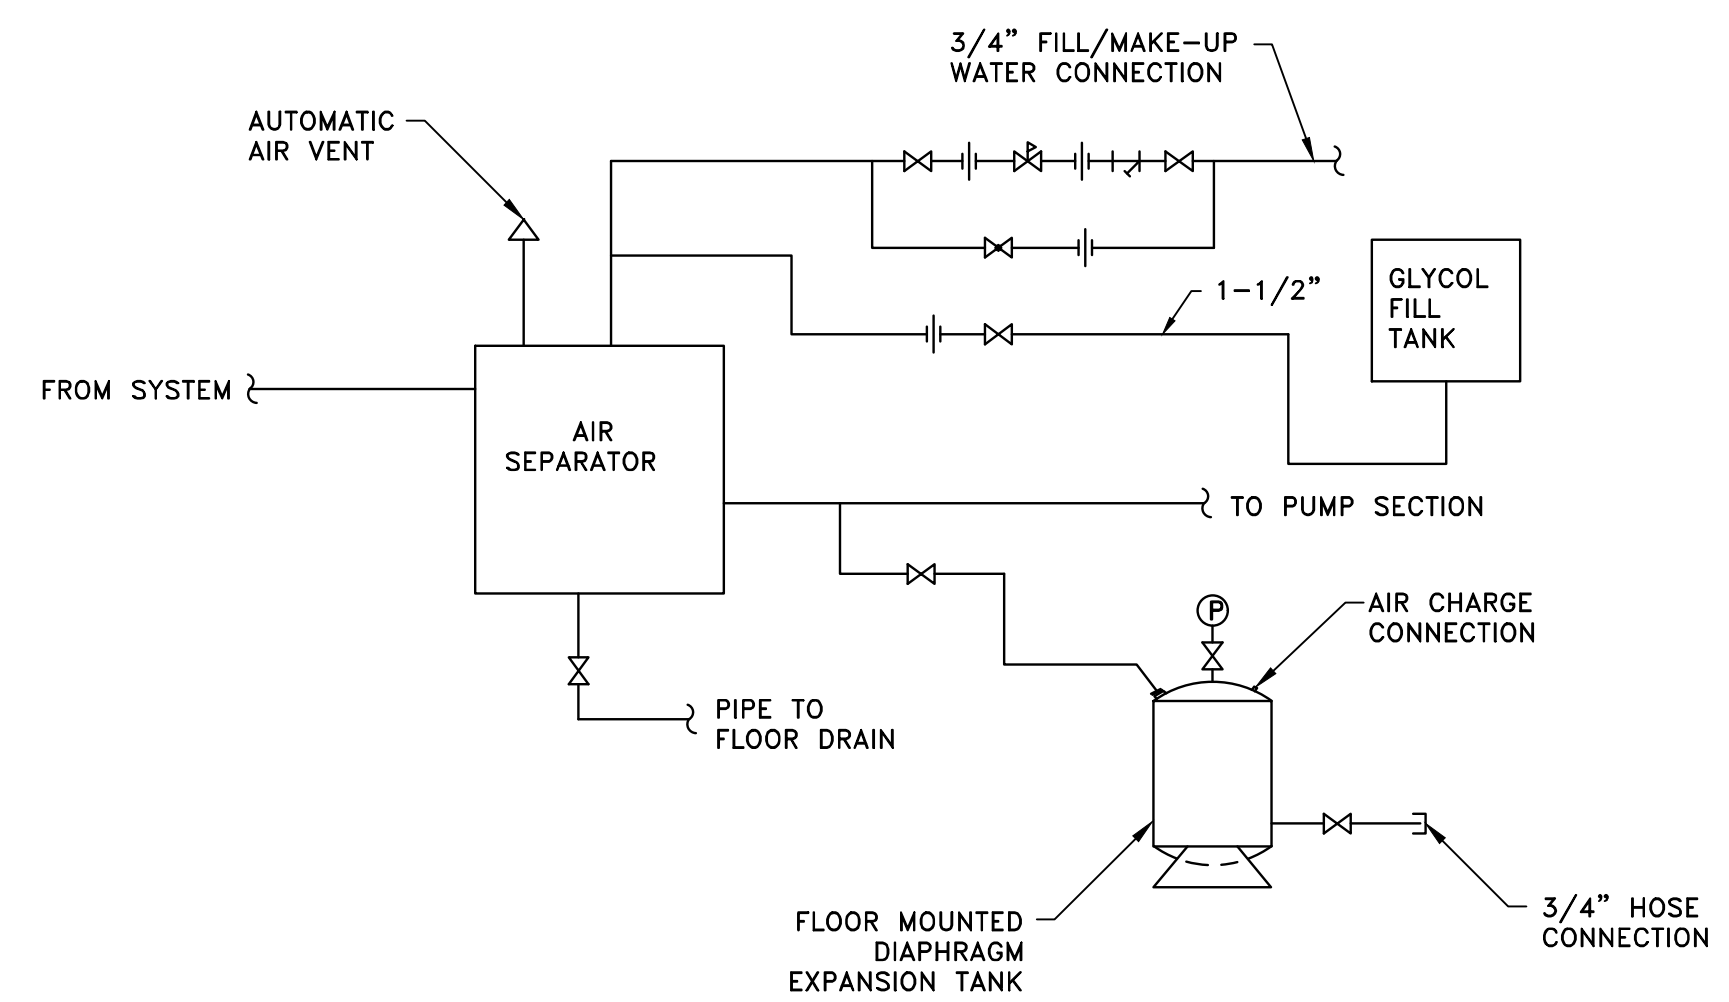 3/4” FILL/MAKE-UP
WATER CONNECTION
AUTOMATIC
AIR VENT
1-1/2”
GLYCOL
FILL
TANK
FROM SYSTEM
AIR
SEPARATOR
TO PUMP SECTION
P
AIR CHARGE
CONNECTION
PIPE TO
FLOOR DRAIN
FLOOR MOUNTED
DIAPHRAGM
EXPANSION TANK
3/4” HOSE
CONNECTION